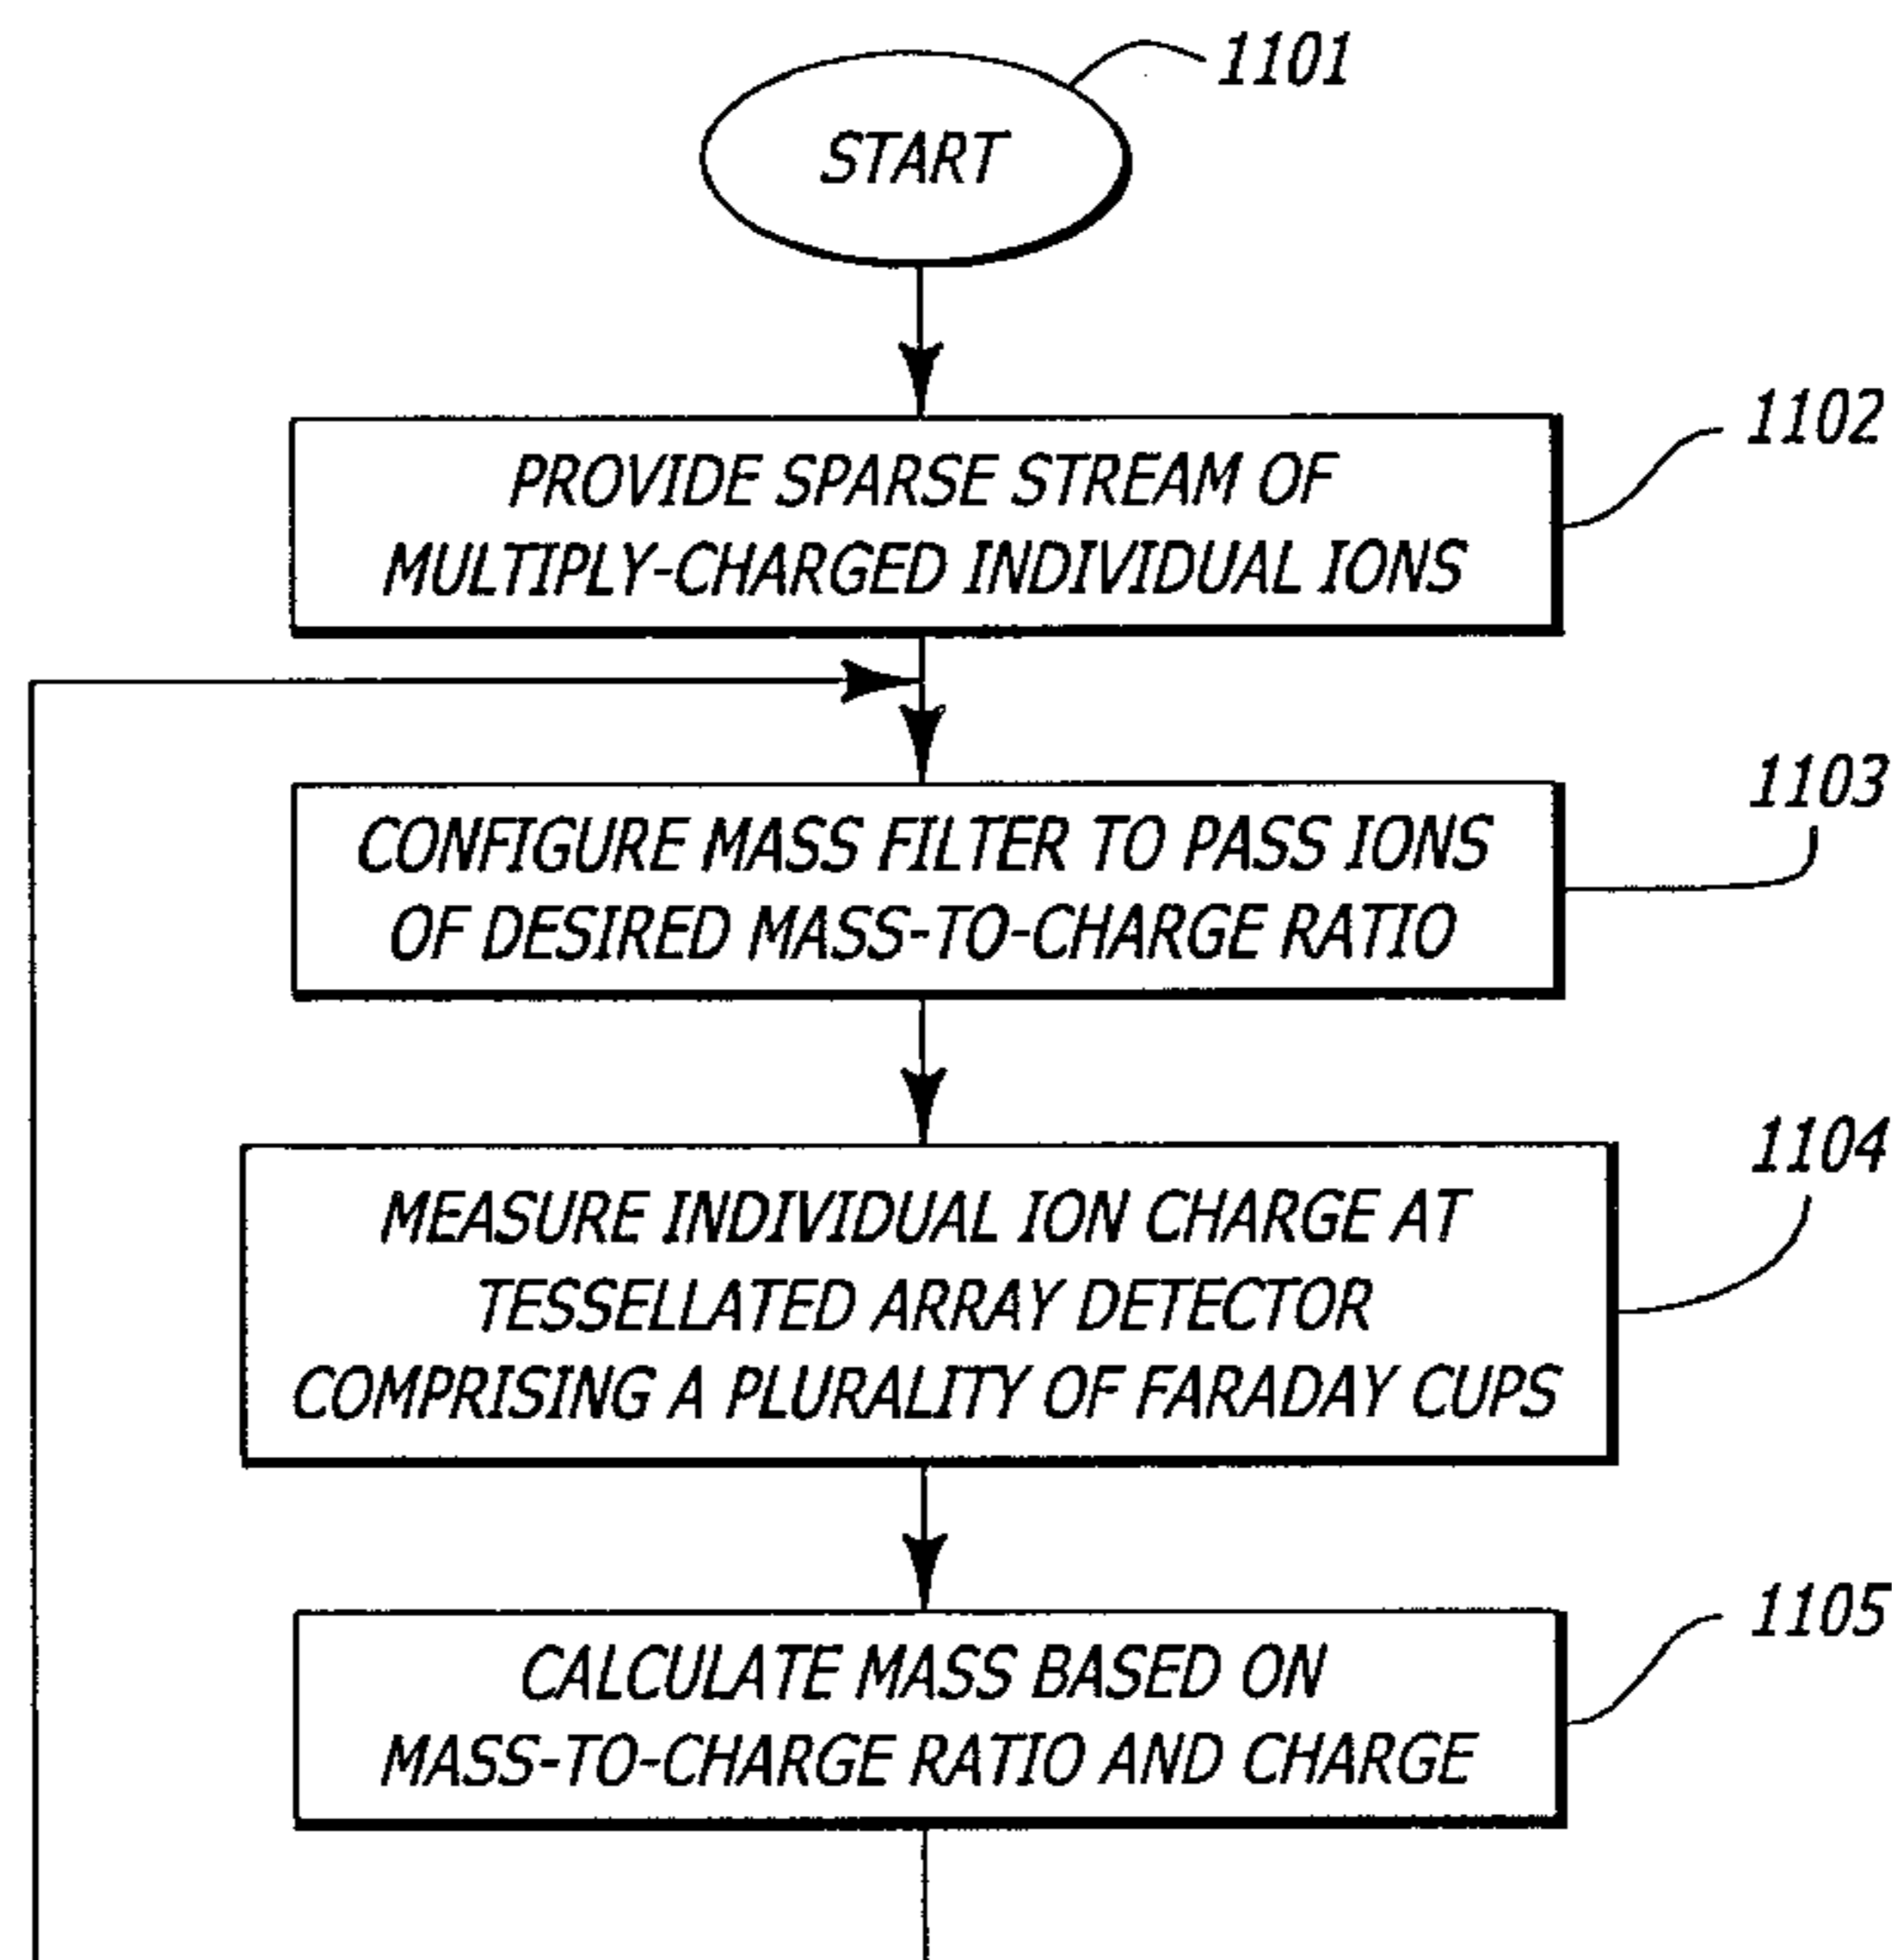 1101
START
1102
PROVIDE SPARSE STREAM OF
MULTIPLY-CHARGED INDIVIDUAL IONS
1103
CONFIGURE MASS FILTER TO PASS IONS
OF DESIRED MASS-TO-CHARGE RATIO
1104
MEASURE INDIVIDUAL ION CHARGE AT
TESSELLATED ARRAY DETECTOR
COMPRISING A PLURALITY OF FARADAY CUPS
1105
CALCULATE MASS BASED ON
MASS-TO-CHARGE RATIO AND CHARGE